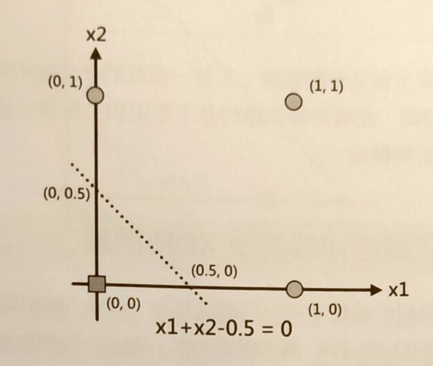 x2
(0, 1)
(1, 1)
(0, 0.5)
(0.5, 0)
x1
(0, 0)
(1, 0)
x1+x2-0.5 = 0